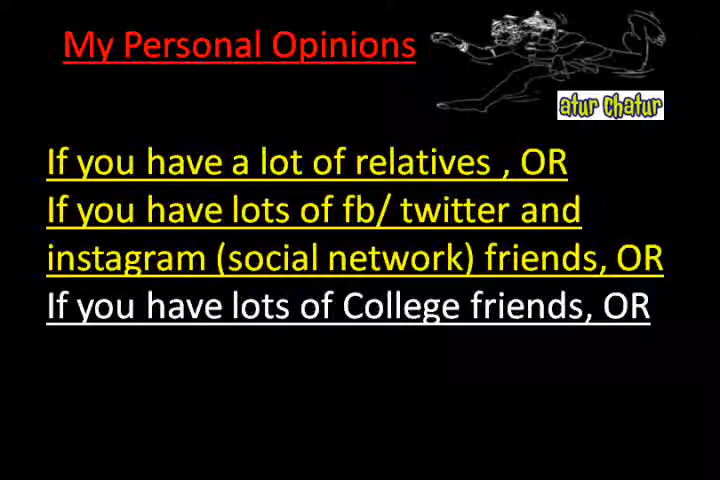 My Personal Opinions
atur chatur
If you have a lot of relatives , OR
If you have lots of fb/ twitter and
instagram (social network) friends, OR
If you have lots of College friends, OR